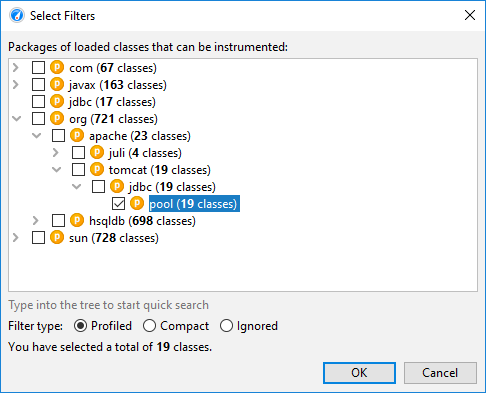 Select Filters
Packages of loaded classes that can be instrumented:
p com (67 classes)
p javax (163 classes)
p jdbc (17 classes)
p org (721 classes)
p apache (23 classes)
p juli (4 classes)
p tomcat (19 classes)
p jdbc (19 classes)
p pool (19 classes)
p hsqldb (698 classes)
p sun (728 classes)
Type into the tree to start quick search
Filter type: Profiled Compact Ignored
You have selected a total of 19 classes.
OK Cancel